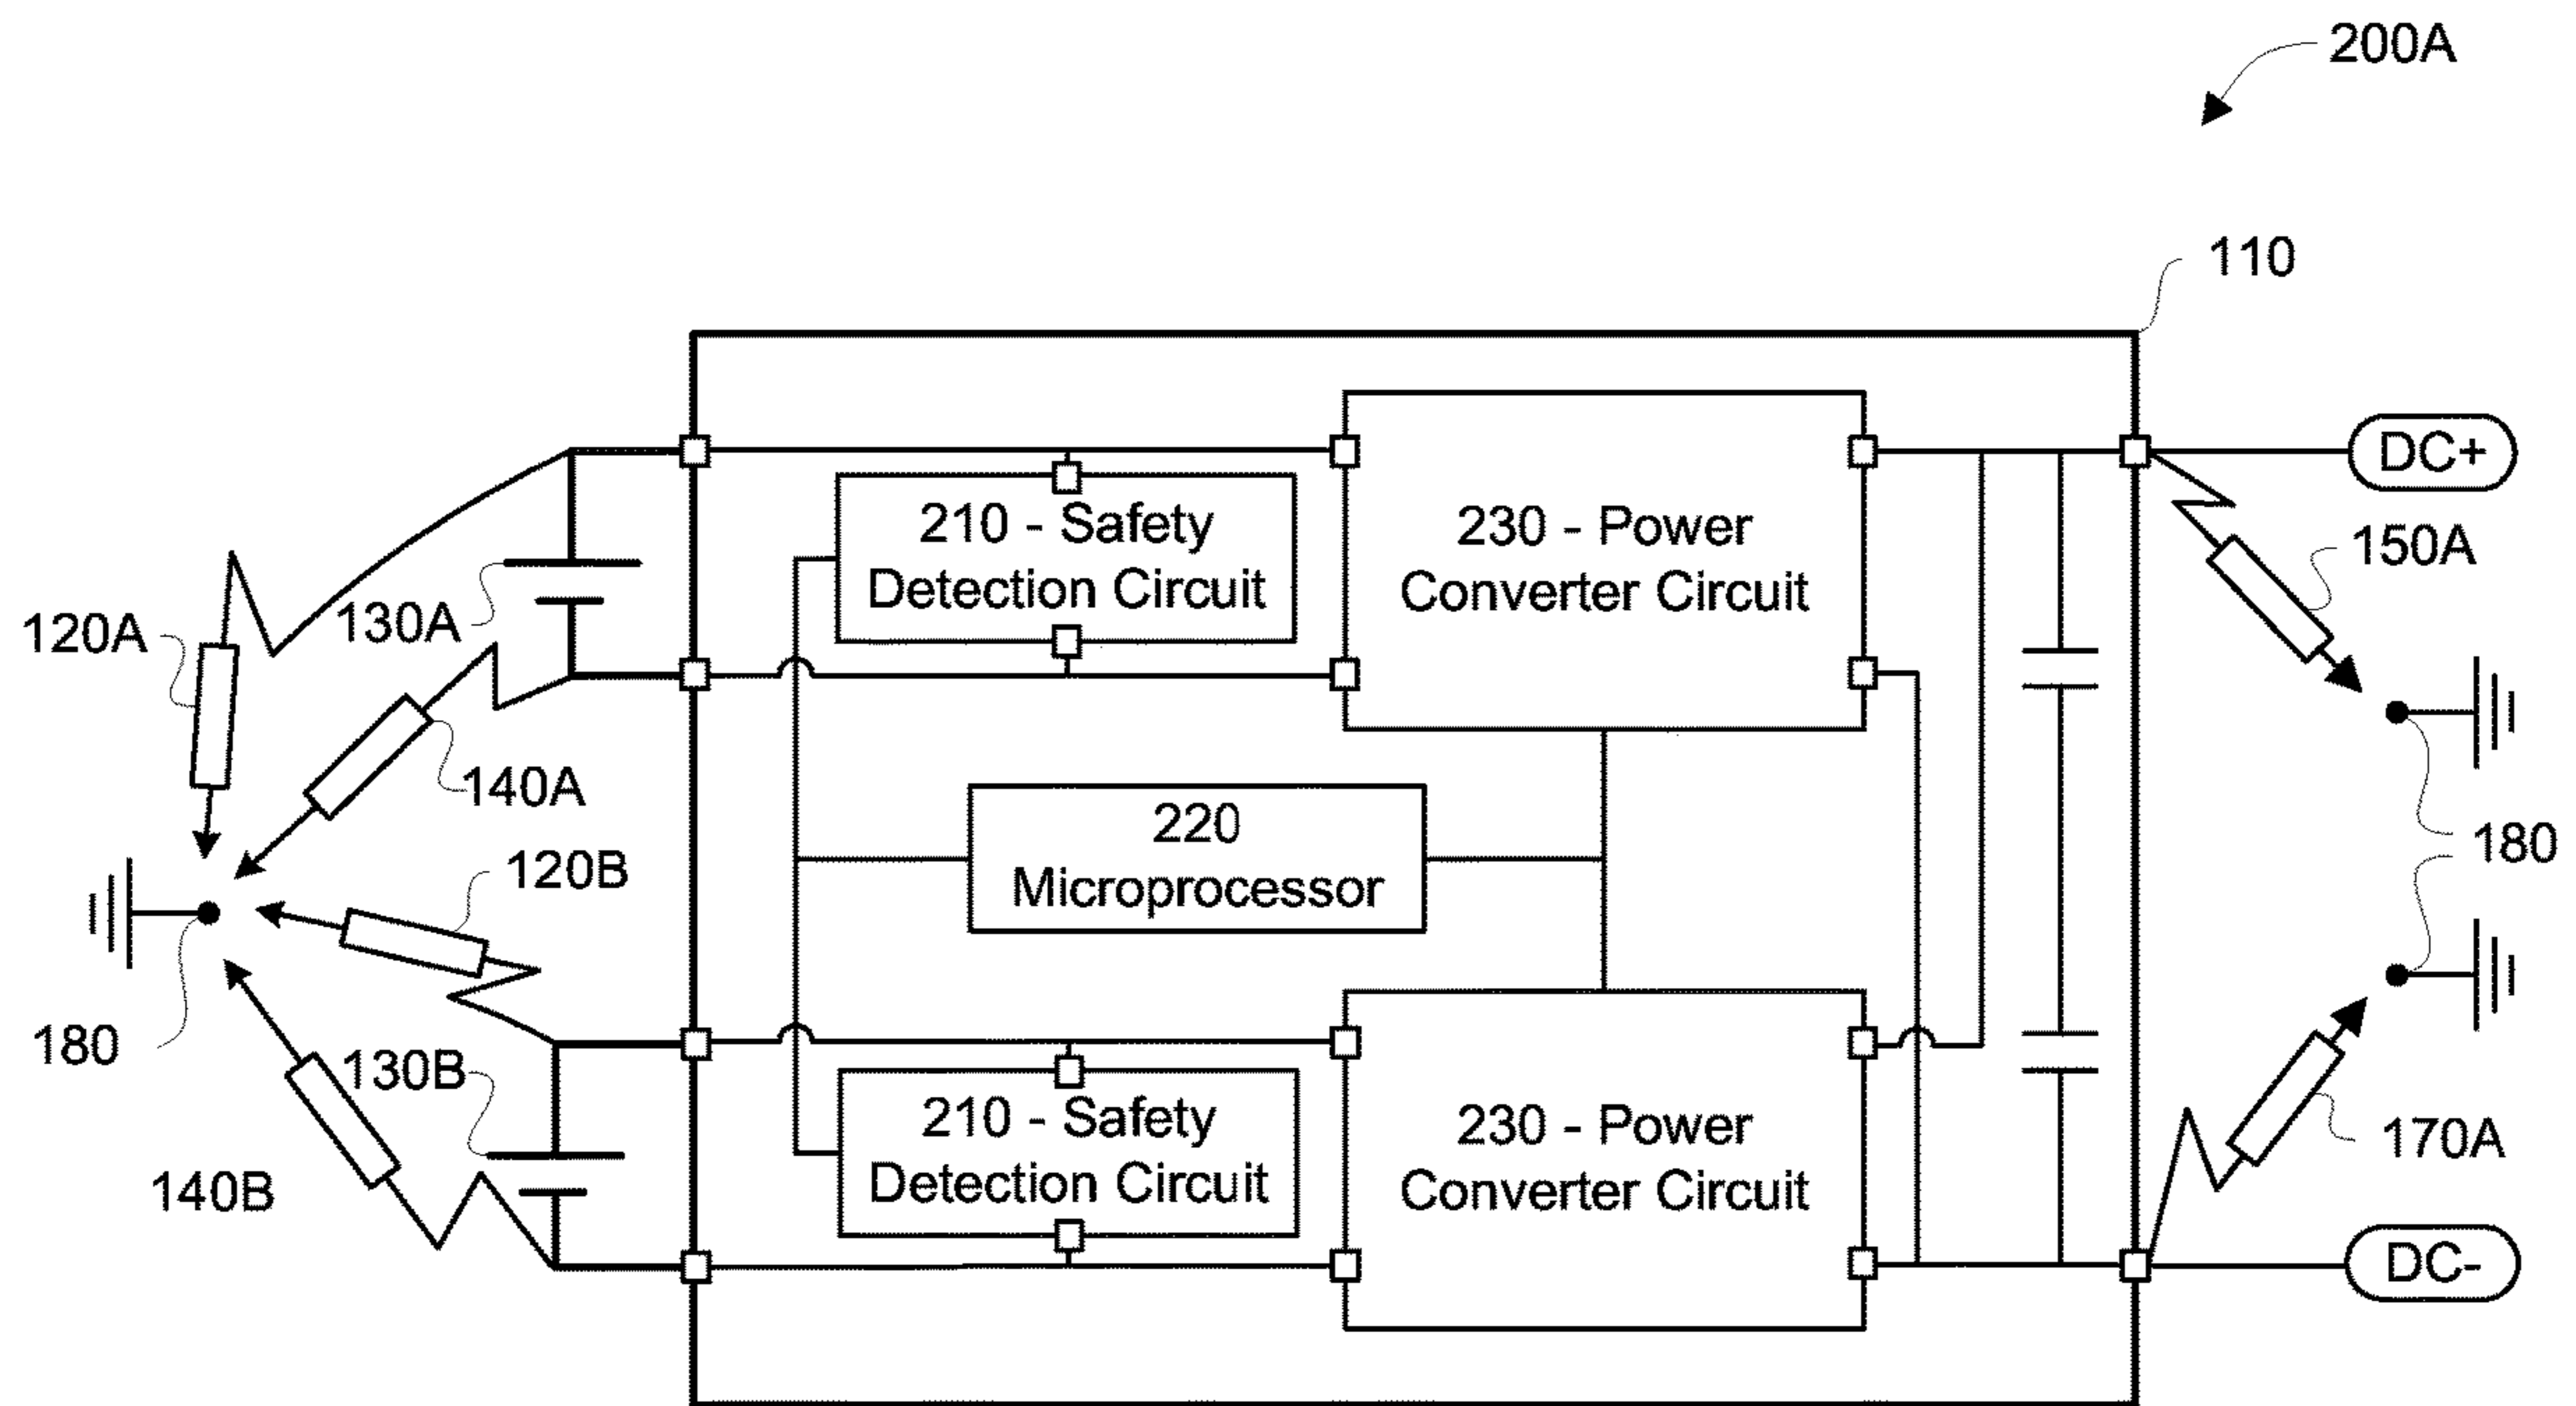 200A
110
DC+
210 - Safety
Detection Circuit
230 - Power
Converter Circuit
150A
120A
130A
140A
220
Microprocessor
120B
180
180
130B
140B
210 - Safety
Detection Circuit
230 - Power
Converter Circuit
170A
DC-